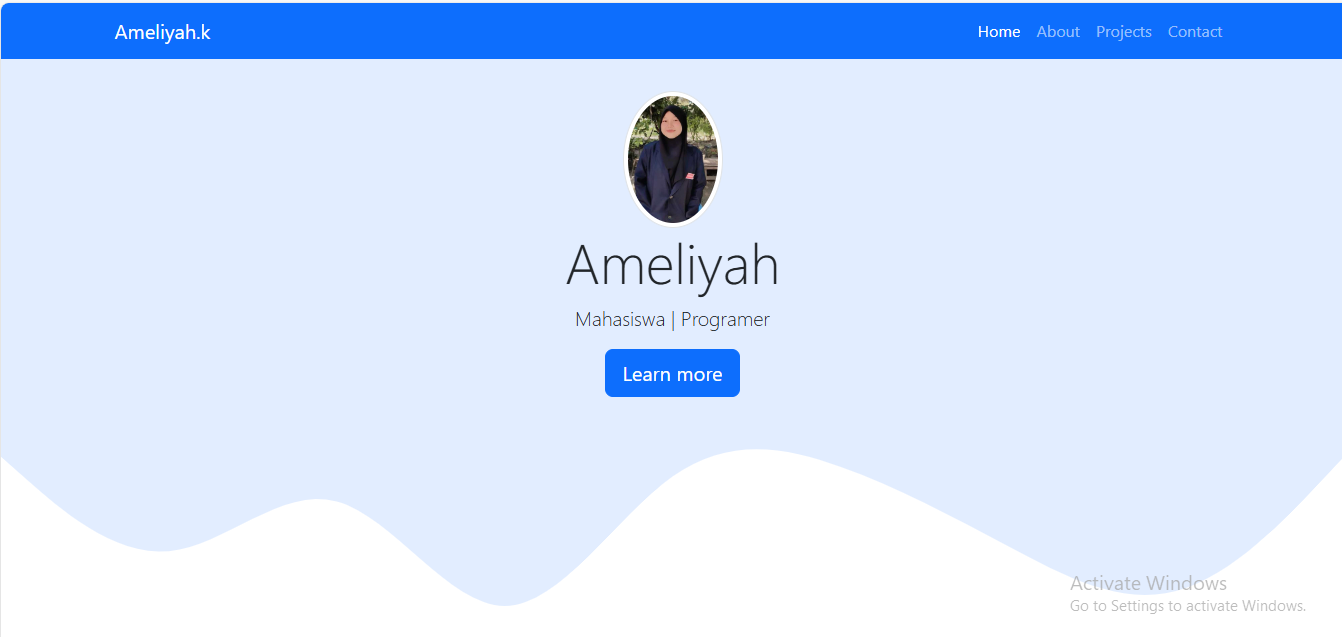 Ameliyah.k
Home About Projects Contact
Ameliyah
Mahasiswa | Programer
Learn more
Activate Windows
Go to Settings to activate Windows.